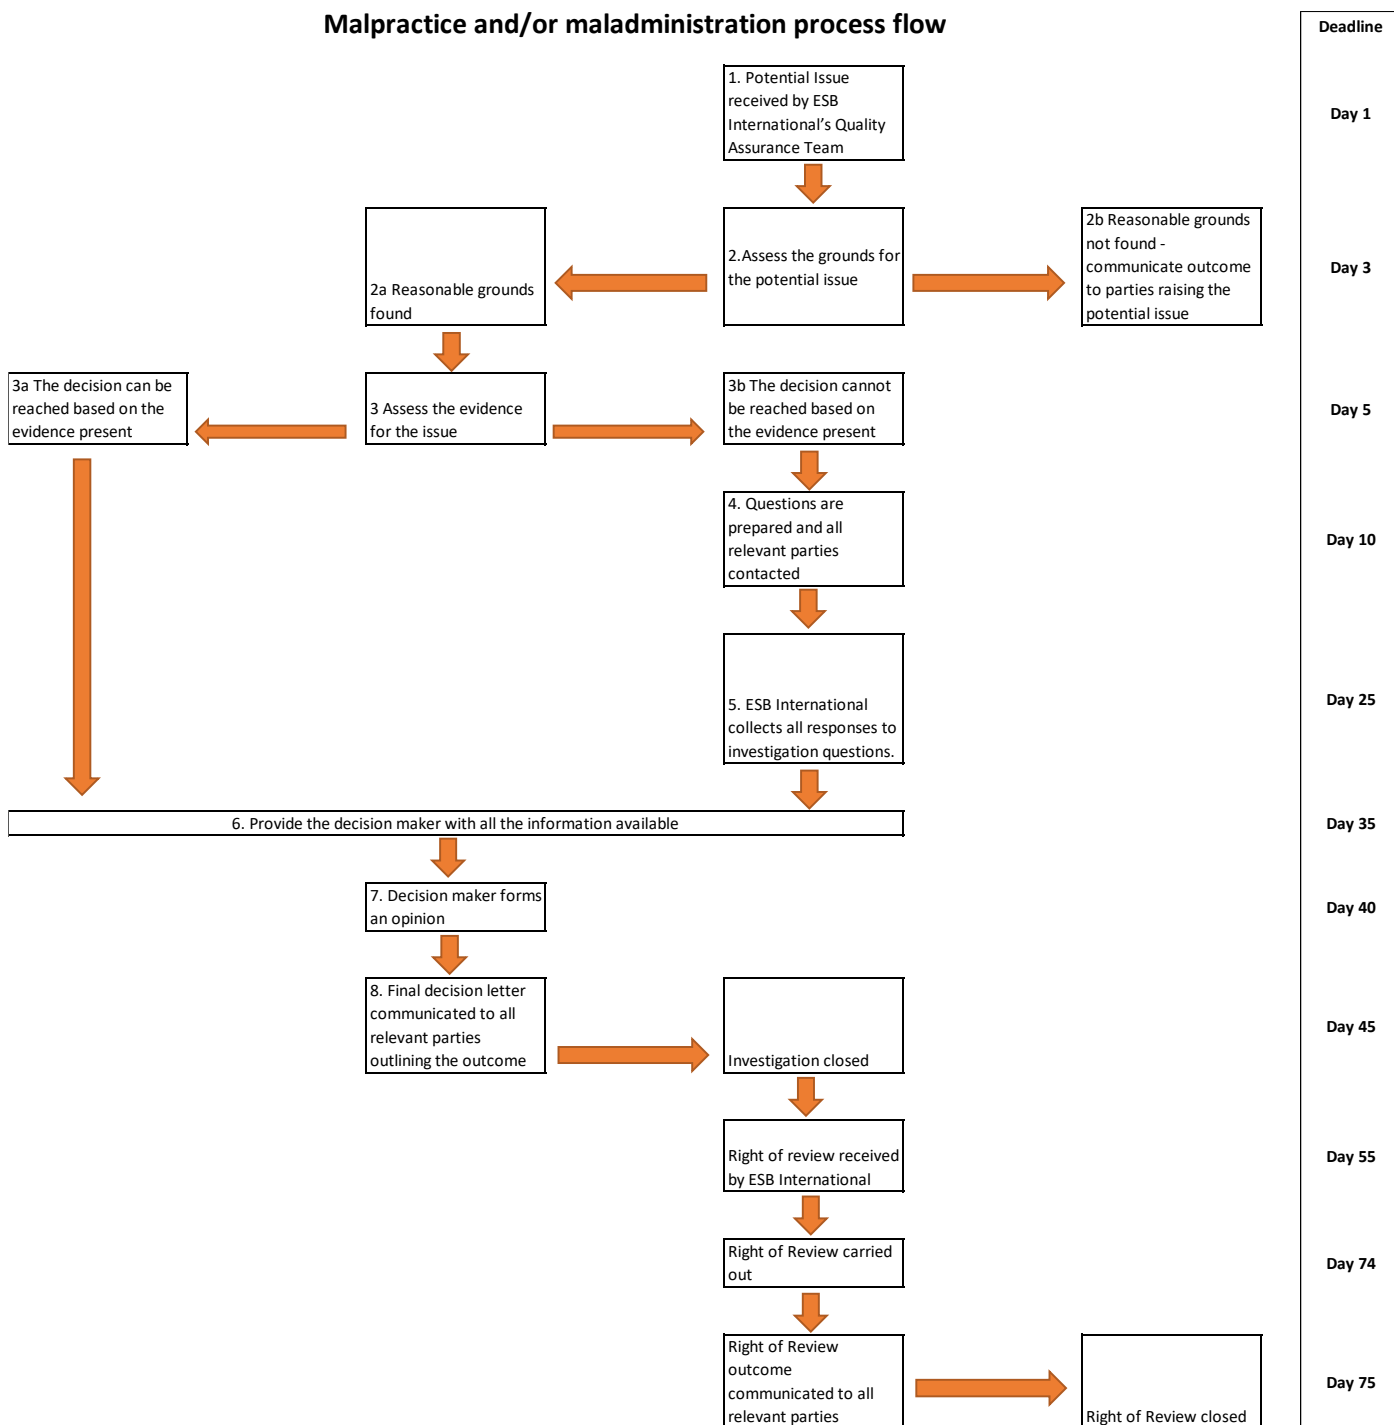 Malpractice and/or maladministration process flow
Deadline
1. Potential Issue
received by ESB
International’s Quality
Assurance Team
Day 1
2a Reasonable grounds
found
2.Assess the grounds for
the potential issue
2b Reasonable grounds
not found -
communicate outcome
to parties raising the
potential issue
Day 3
3a The decision can be
reached based on the
evidence present
3 Assess the evidence
for the issue
3b The decision cannot
be reached based on
the evidence present
Day 5
4. Questions are
prepared and all
relevant parties
contacted
Day 10
5. ESB International
collects all responses to
investigation questions.
Day 25
6. Provide the decision maker with all the information available
Day 35
7. Decision maker forms
an opinion
Day 40
8. Final decision letter
communicated to all
relevant parties
outlining the outcome
Investigation closed
Day 45
Right of review received
by ESB International
Day 55
Right of Review carried
out
Day 74
Right of Review
outcome
communicated to all
relevant parties
Right of Review closed
Day 75